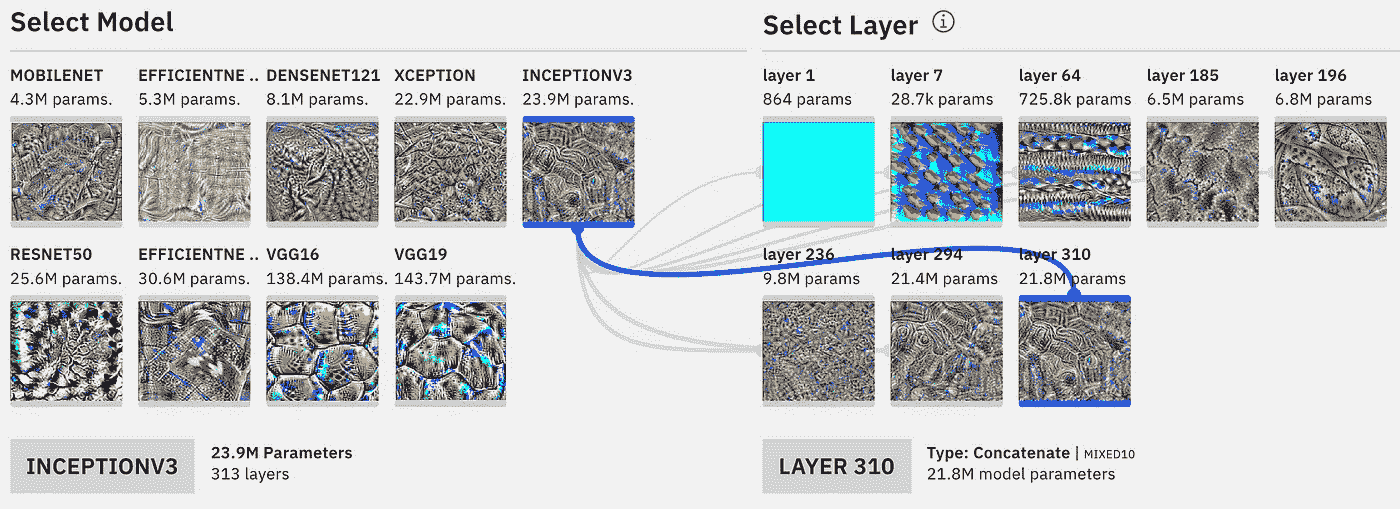 Select Model
MOBILENET EFFICIENTNE .. DENSENET121 XCEPTION INCEPTIONV3
4.3M params. 5.3M params. 8.1M params. 22.9M params. 23.9M params.
RESNET50 EFFICIENTNE .. VGG16 VGG19
25.6M params. 30.6M params. 138.4M params. 143.7M params.
INCEPTIONV3
23.9M Parameters
313 layers
Select Layer
layer 1 layer 7 layer 64 layer 185 layer 196
864 params 28.7k params 725.8k params 6.5M params 6.8M params
layer 236 layer 294 layer 310
9.8M params 21.4M params 21.8M params
LAYER 310
Type: Concatenate | MIXED10
21.8M model parameters